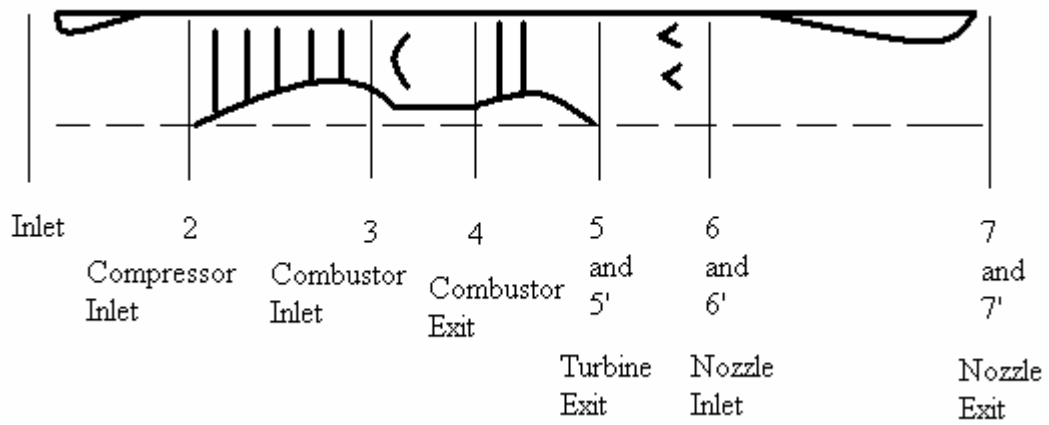 Inlet
2
3
4
5
and
5'
6
and
6'
7
and
7'
Compressor
Inlet
Combustor
Inlet
Combustor
Exit
Turbine
Exit
Nozzle
Inlet
Nozzle
Exit